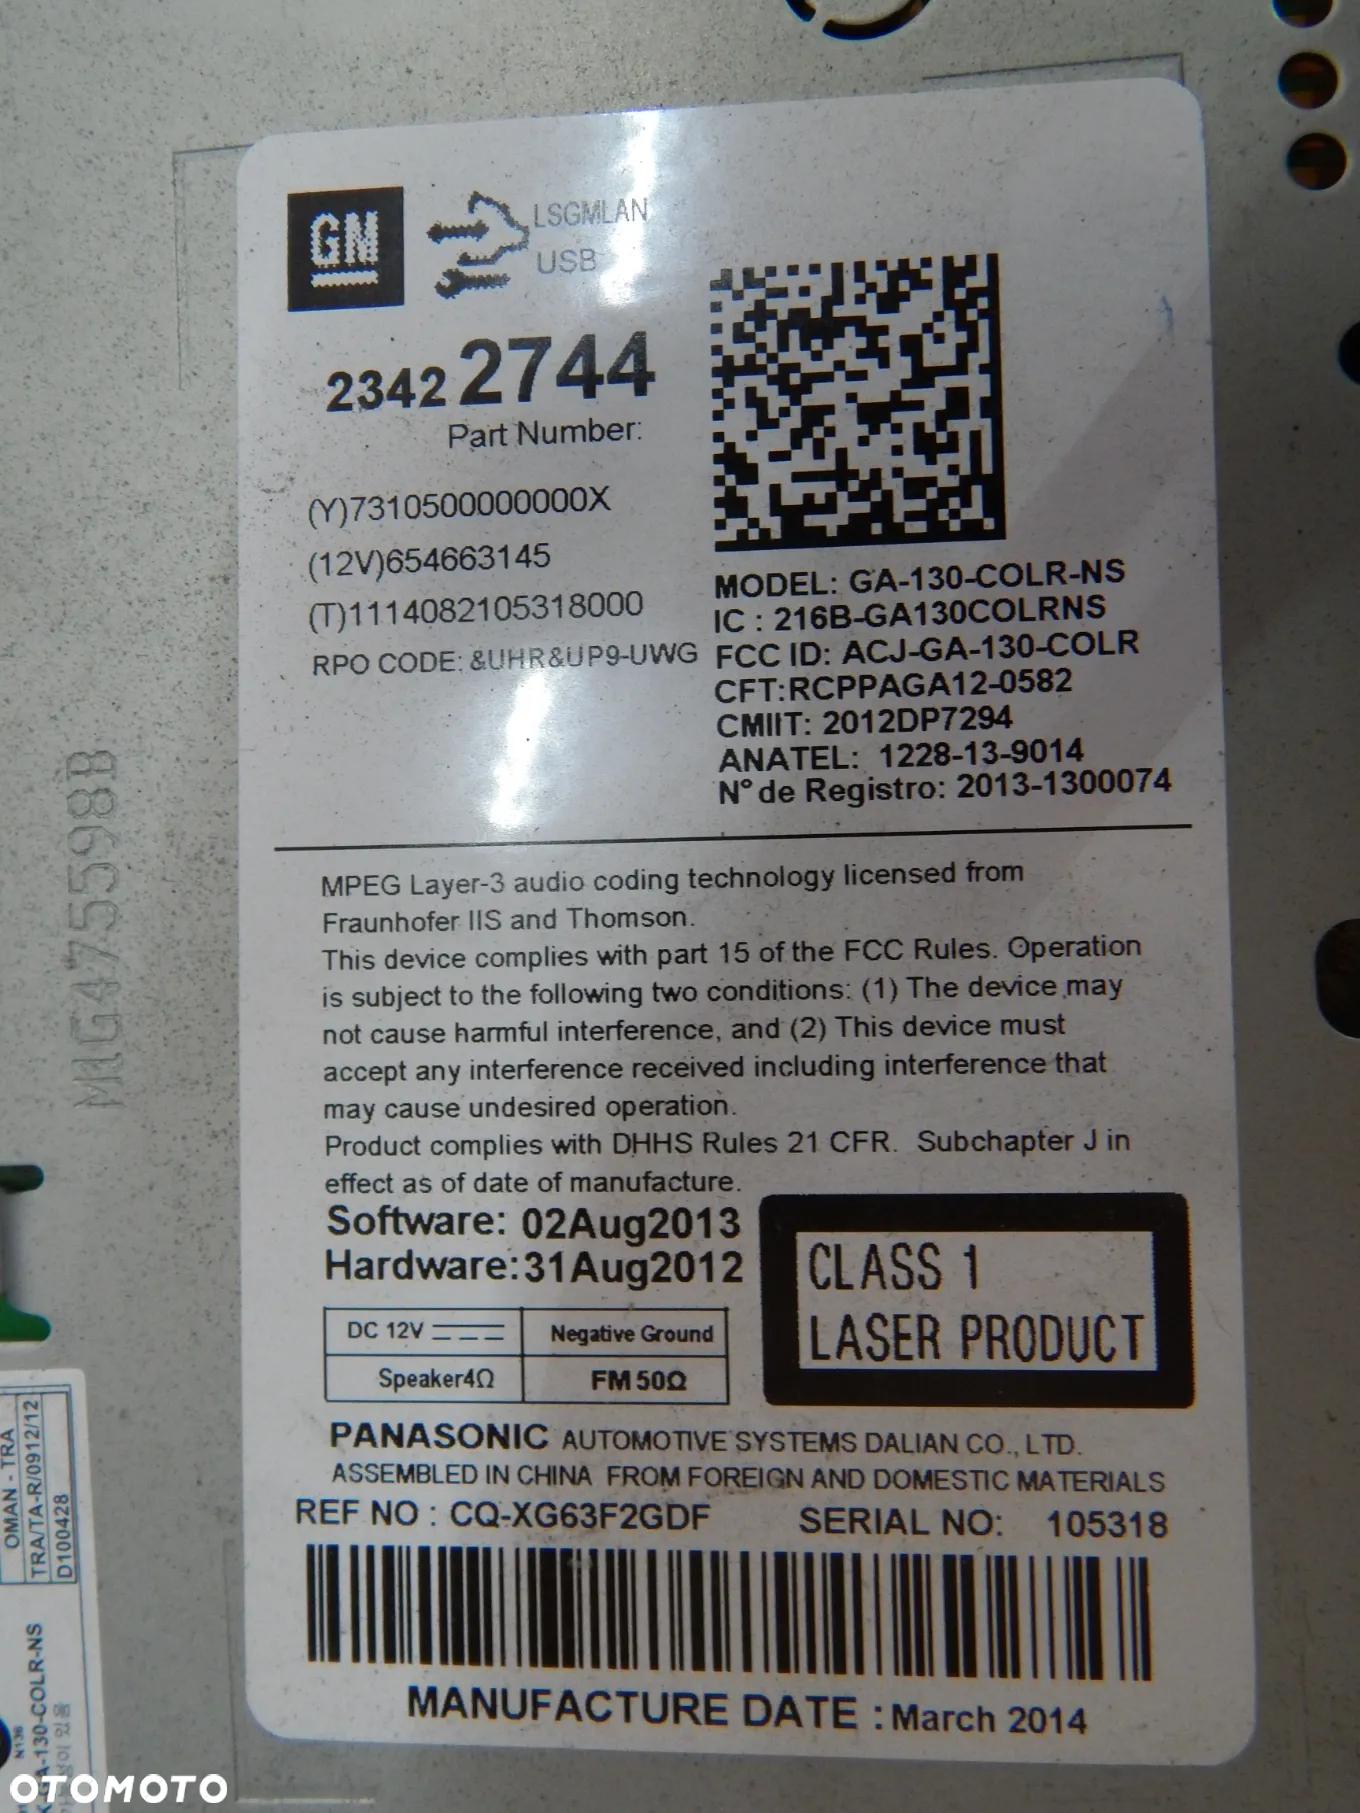 GM
LSGMLAN
USB
23422744
Part Number:
(Y)7310500000000X
(12V)654663145
(T)1114082105318000
RPO CODE: &UHR&UP9-UWG
MODEL: GA-130-COLR-NS
IC : 216B-GA130COLRNS
FCC ID: ACJ-GA-130-COLR
CFT:RCPPAGA12-0582
CMIIT: 2012DP7294
ANATEL: 1228-13-9014
N° de Registro: 2013-1300074
MPEG Layer-3 audio coding technology licensed from
Fraunhofer IIS and Thomson.
This device complies with part 15 of the FCC Rules. Operation
is subject to the following two conditions: (1) The device may
not cause harmful interference, and (2) This device must
accept any interference received including interference that
may cause undesired operation.
Product complies with DHHS Rules 21 CFR. Subchapter J in
effect as of date of manufacture.
Software: 02Aug2013
Hardware:31Aug2012
DC 12V
Negative Ground
Speaker4Ω
FM 50Ω
CLASS 1
LASER PRODUCT
PANASONIC AUTOMOTIVE SYSTEMS DALIAN CO., LTD.
ASSEMBLED IN CHINA FROM FOREIGN AND DOMESTIC MATERIALS
REF NO : CQ-XG63F2GDF SERIAL NO: 105318
MANUFACTURE DATE : March 2014
MG475598B
OMAN - TRA
TRA/TA-R/0912/12
D100428
GA-130-COLR-NS
OTOMOTO